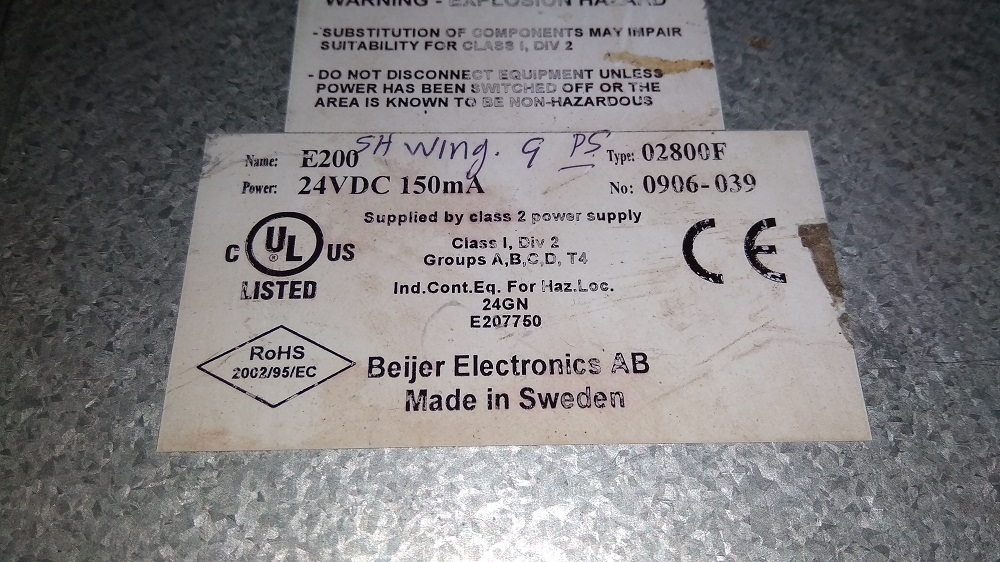 WARNING - EXPLOSION HAZARD
- SUBSTITUTION OF COMPONENTS MAY IMPAIR
SUITABILITY FOR CLASS I, DIV 2
- DO NOT DISCONNECT EQUIPMENT UNLESS
POWER HAS BEEN SWITCHED OFF OR THE
AREA IS KNOWN TO BE NON-HAZARDOUS
Name: E200 SH wing. 9 PS Type: 02800F
Power: 24VDC 150mA No: 0906-039
Supplied by class 2 power supply
C UL ® US
LISTED
Class I, Div 2
Groups A,B,C,D, T4
CE
Ind.Cont.Eq. For Haz.Loc.
24GN
E207750
RoHS
2002/95/EC
Beijer Electronics AB
Made in Sweden